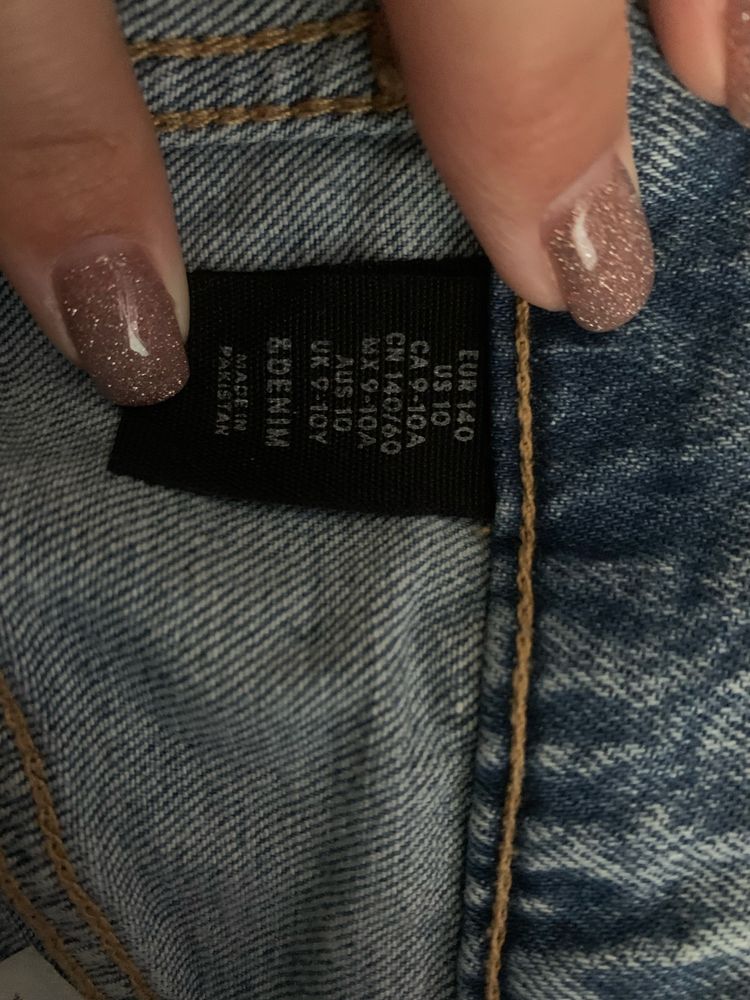 EUR 140
US 10
CA 9-10A
CN 140/60
MX 9-10A
AUS 10
UK 9-10Y
&DENIM
MADE IN
PAKISTAN